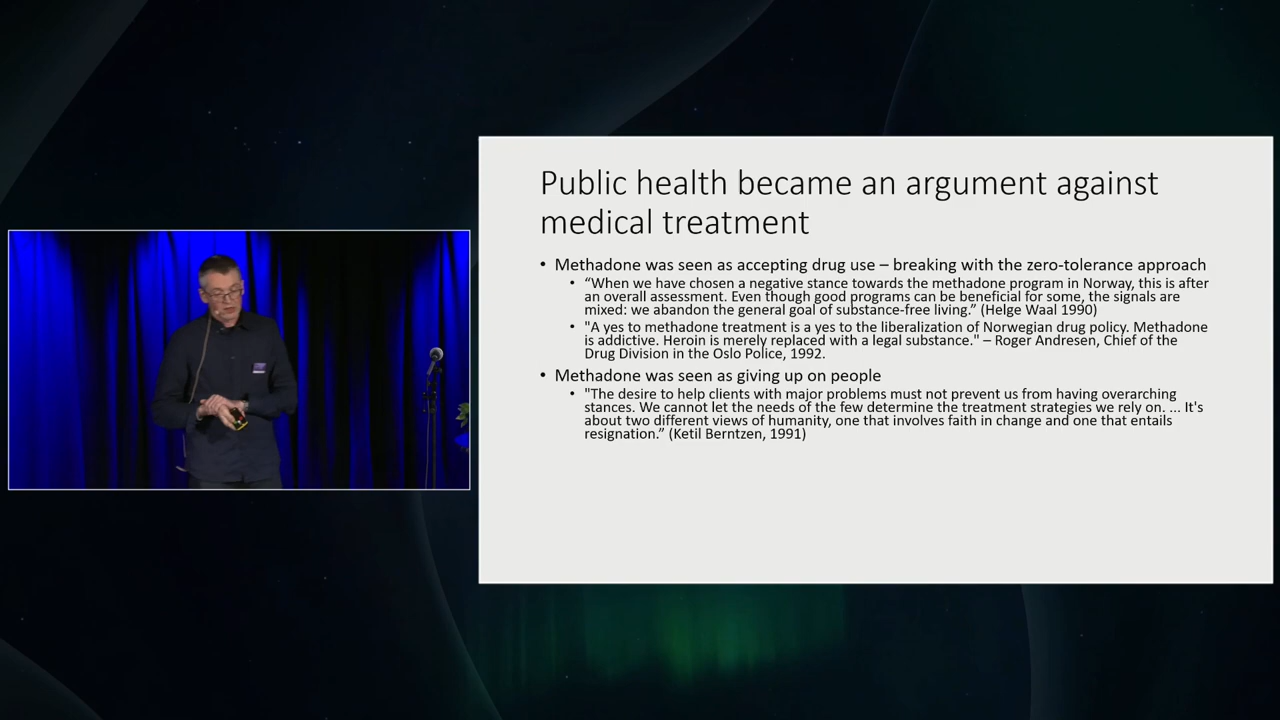 Public health became an argument against
medical treatment
• Methadone was seen as accepting drug use – breaking with the zero-tolerance approach
• “When we have chosen a negative stance towards the methadone program in Norway, this is after
an overall assessment. Even though good programs can be beneficial for some, the signals are
mixed: we abandon the general goal of substance-free living.” (Helge Waal 1990)
• "A yes to methadone treatment is a yes to the liberalization of Norwegian drug policy. Methadone
is addictive. Heroin is merely replaced with a legal substance." – Roger Andresen, Chief of the
Drug Division in the Oslo Police, 1992.
• Methadone was seen as giving up on people
• "The desire to help clients with major problems must not prevent us from having overarching
stances. We cannot let the needs of the few determine the treatment strategies we rely on. ... It's
about two different views of humanity, one that involves faith in change and one that entails
resignation.” (Ketil Berntzen, 1991)